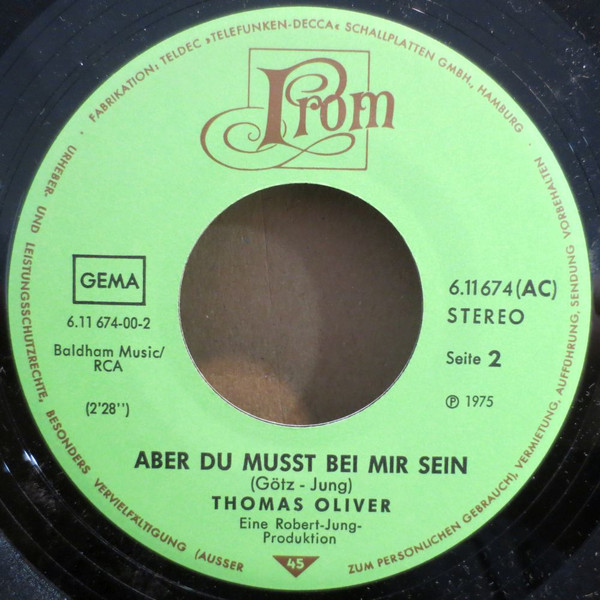 FABRIKATION: TELDEC »TELEFUNKEN-DECCA« SCHALLPLATTEN GMBH., HAMBURG
URHEBER- UND LEISTUNGSSCHUTZRECHTE, BESONDERS VERVIELFÄLTIGUNG (AUSSER ZUM PERSÖNLICHEN GEBRAUCH), VERMIETUNG, AUFFÜHRUNG, SENDUNG VORBEHALTEN
Prom
GEMA
6.11 674-00-2
Baldham Music/
RCA
(2'28'')
6.11674(AC)
STEREO
Seite 2
℗ 1975
ABER DU MUSST BEI MIR SEIN
(Götz - Jung)
THOMAS OLIVER
Eine Robert-Jung-
Produktion
45